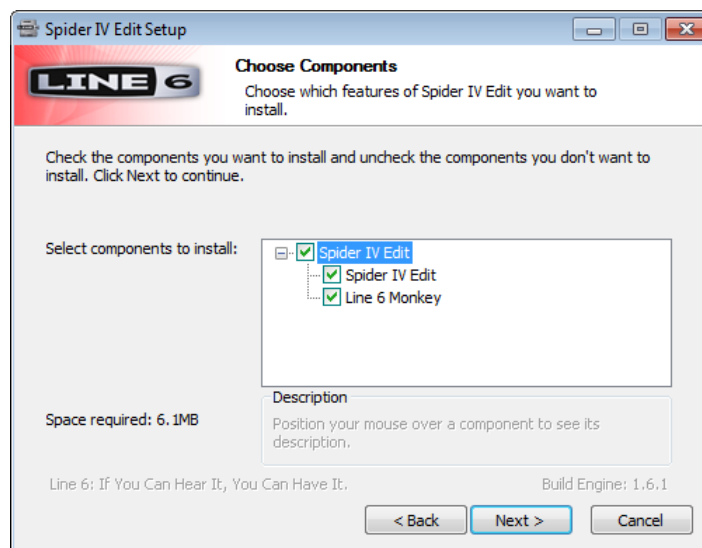 Spider IV Edit Setup
LINE 6
Choose Components
Choose which features of Spider IV Edit you want to
install.
Check the components you want to install and uncheck the components you don't want to
install. Click Next to continue.
Select components to install:
Spider IV Edit
Spider IV Edit
Line 6 Monkey
Space required: 6.1MB
Description
Position your mouse over a component to see its
description.
Line 6: If You Can Hear It, You Can Have It.
Build Engine: 1.6.1
< Back
Next >
Cancel